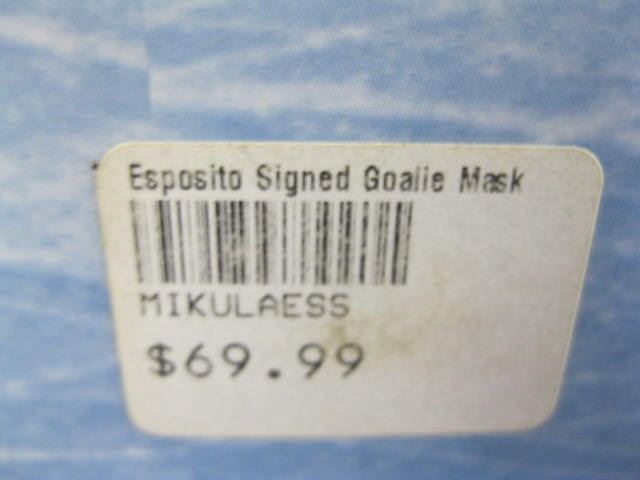 Esposito Signed Goalie Mask
MIKULAESS
$69.99